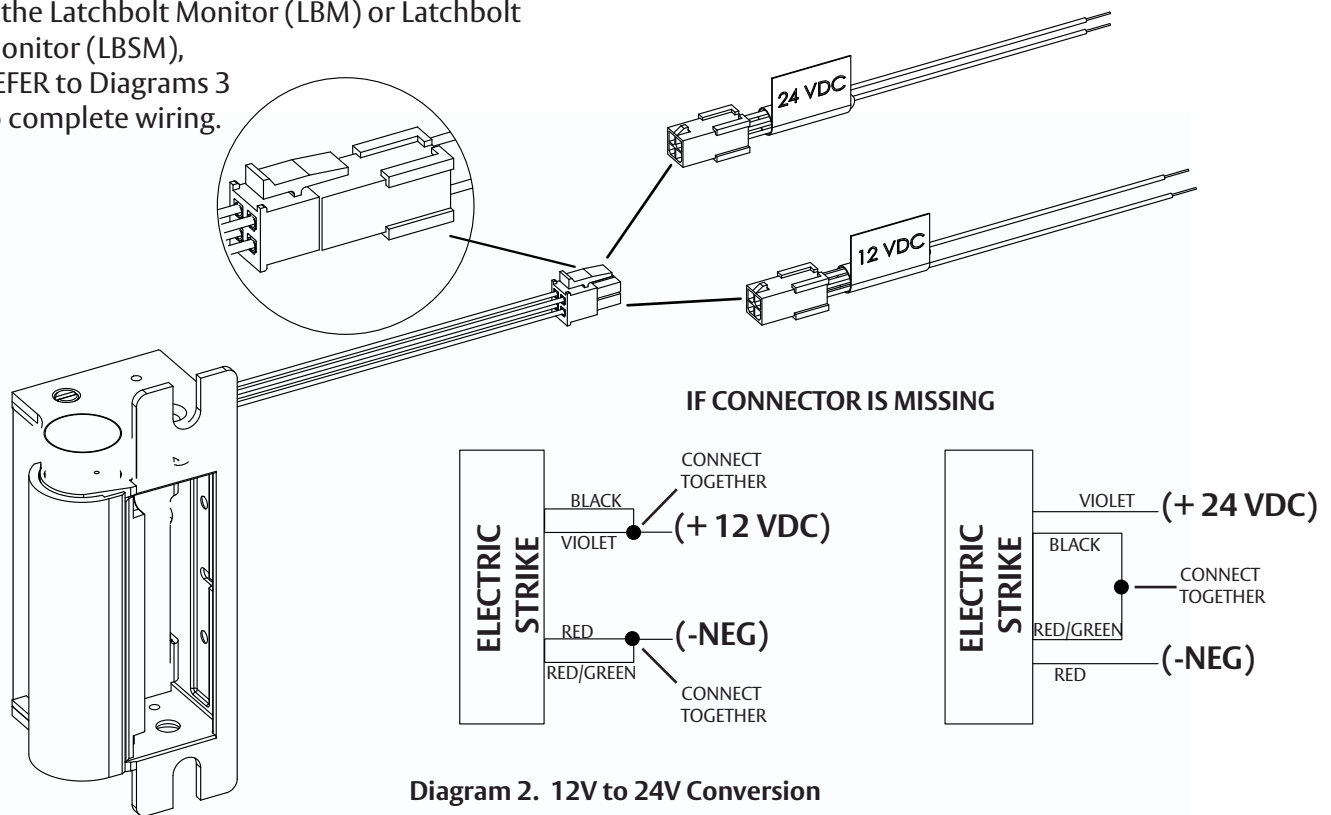 the Latchbolt Monitor (LBM) or Latchbolt
onitor (LBSM),
EFER to Diagrams 3
complete wiring.
24 VDC
12 VDC
IF CONNECTOR IS MISSING
ELECTRIC
STRIKE
BLACK
VIOLET
CONNECT
TOGETHER
(+ 12 VDC)
RED
RED/GREEN
(-NEG)
CONNECT
TOGETHER
ELECTRIC
STRIKE
VIOLET
(+ 24 VDC)
BLACK
CONNECT
TOGETHER
RED/GREEN
RED
(-NEG)
Diagram 2. 12V to 24V Conversion